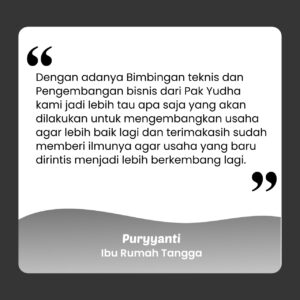 “
Dengan adanya Bimbingan teknis dan
Pengembangan bisnis dari Pak Yudha
kami jadi lebih tau apa saja yang akan
dilakukan untuk mengembangkan usaha
agar lebih baik lagi dan terimakasih sudah
memberi ilmunya agar usaha yang baru
dirintis menjadi lebih berkembang lagi.
”
Puryyanti
Ibu Rumah Tangga